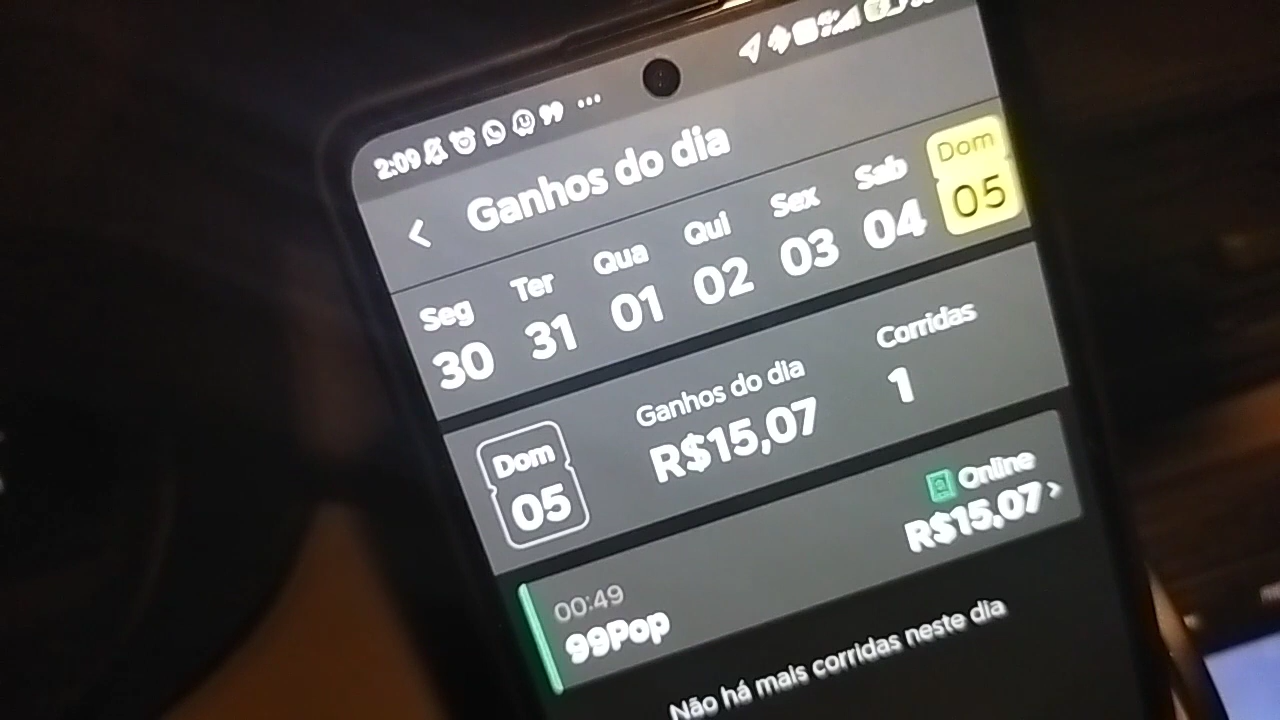 2:09 99 ...
Ganhos do dia
Seg Ter Qua Qui Sex Sab Dom
30 31 01 02 03 04 05
Dom
05
Ganhos do dia
R$15,07
Corridas
1
Online
R$15,07
00:49
99Pop
Não há mais corridas neste dia